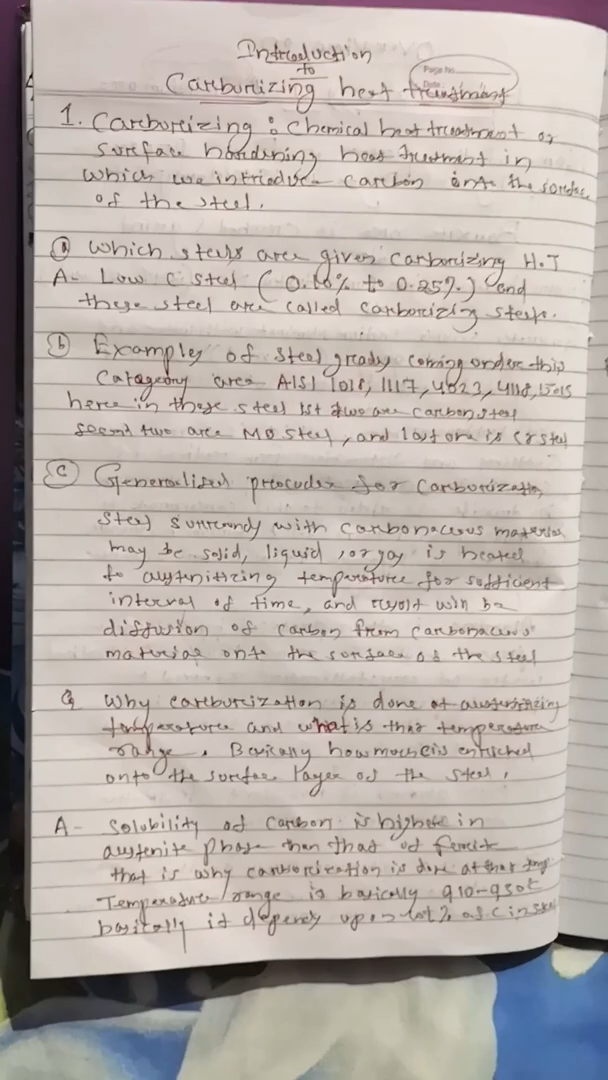 Introduction
to
Page No.
Date
Carburizing heat treatment
1. Carburizing : Chemical heat treatment or
surface hardening heat treatment in
which we introduce carbon onto the surface
of the steel.
(a) which steels are given carburizing H.T
A- Low C steel ( 0.10% to 0.25%.) and
these steel are called carburizing steels.
(b) Examples of steel grades coming under this
Catageory are AISI 1018, 1117, 4023, 4118, 5015
here in these steel 1st two are carbon steel
second two are MO steel, and last one is Cr steel
(c) Generalised procuder for Carburization
steel surrounds with carbonaceous material
may be solid, liquid, or gas is heated
to austenitizing temperature for sufficient
interval of time, and result will be
diffusion of carbon from carbonaceous
material onto the surface of the steel
Q Why carburization is done at austenitizing
temperature and what is that temperature
range. Basically how much is enriched
onto the surface layer of the steel.
A- Solubility of carbon is higher in
austenite phase than that of ferrite
that is why carburization is done at that temp
Temperature range is basically 910-950°C
basically it depends upon wt% of C in steel